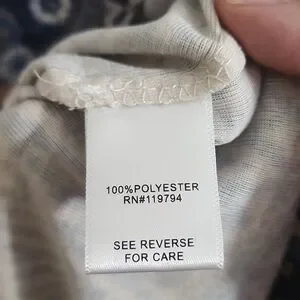 100%POLYESTER
RN#119794
SEE REVERSE
FOR CARE